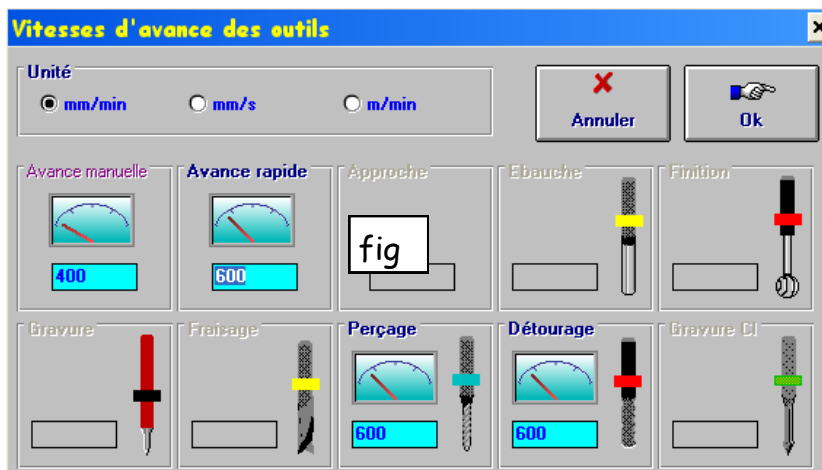 Vitesses d'avance des outils
Unité
mm/min mm/s m/min
Annuler Ok
Avance manuelle Avance rapide Approche Ebauche Finition
fig
400 600
Gravure Fraisage Perçage Détourage Gravure CI
600 600